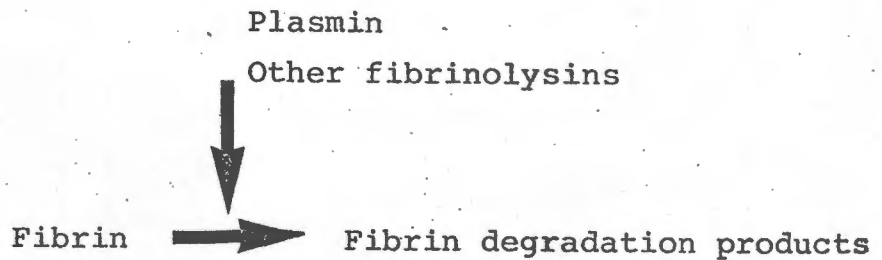 Plasmin
Other fibrinolysins
Fibrin
Fibrin degradation products